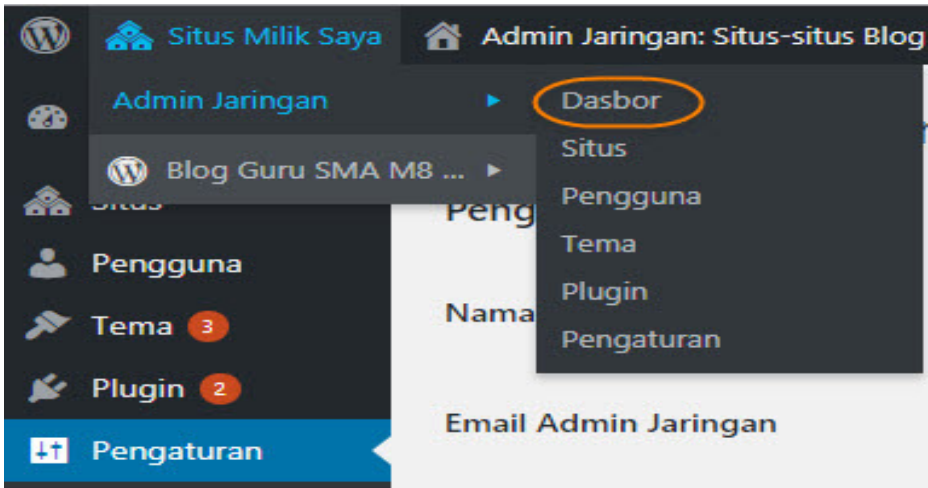 Situs Milik Saya
Admin Jaringan: Situs-situs Blog
Admin Jaringan
Dasbor
Situs
Blog Guru SMA M8 ...
Pengguna
Tema
Plugin
Pengaturan
Situs
Peng
Pengguna
Nama
Tema 3
Plugin 2
Email Admin Jaringan
Pengaturan